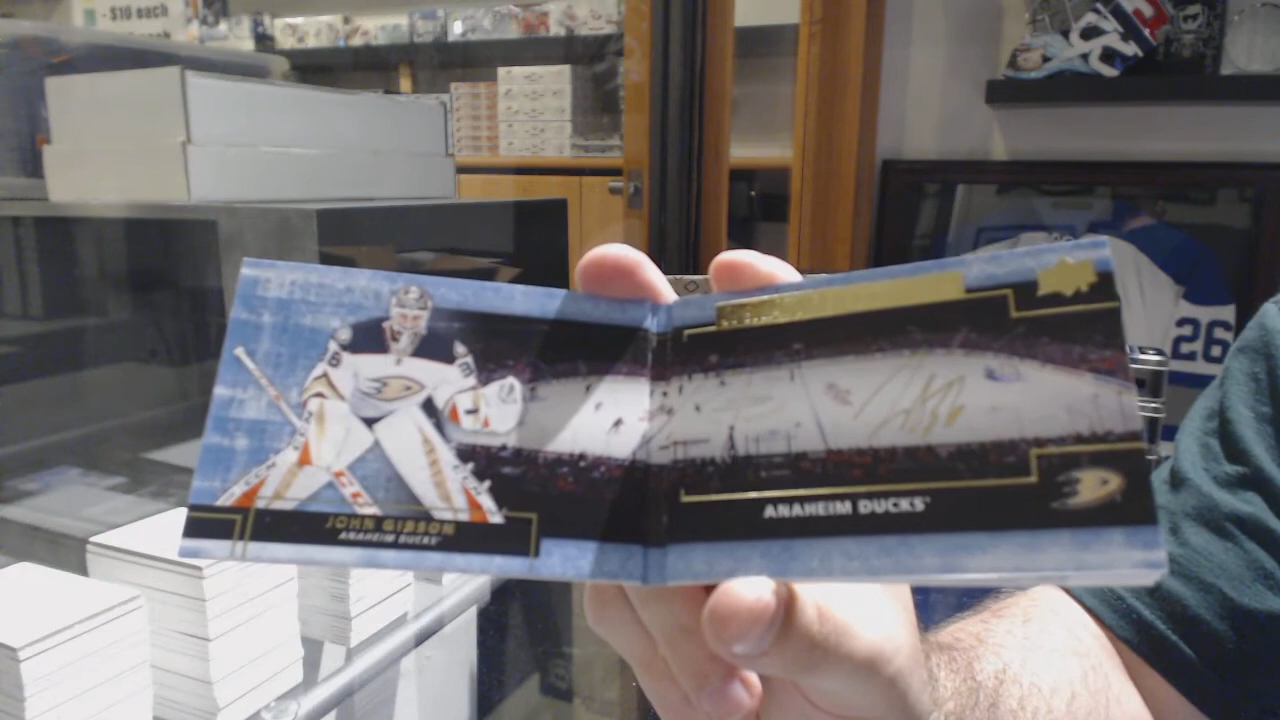 - $10 each
JOHN GIBSON
ANAHEIM DUCKS
ANAHEIM DUCKS
26